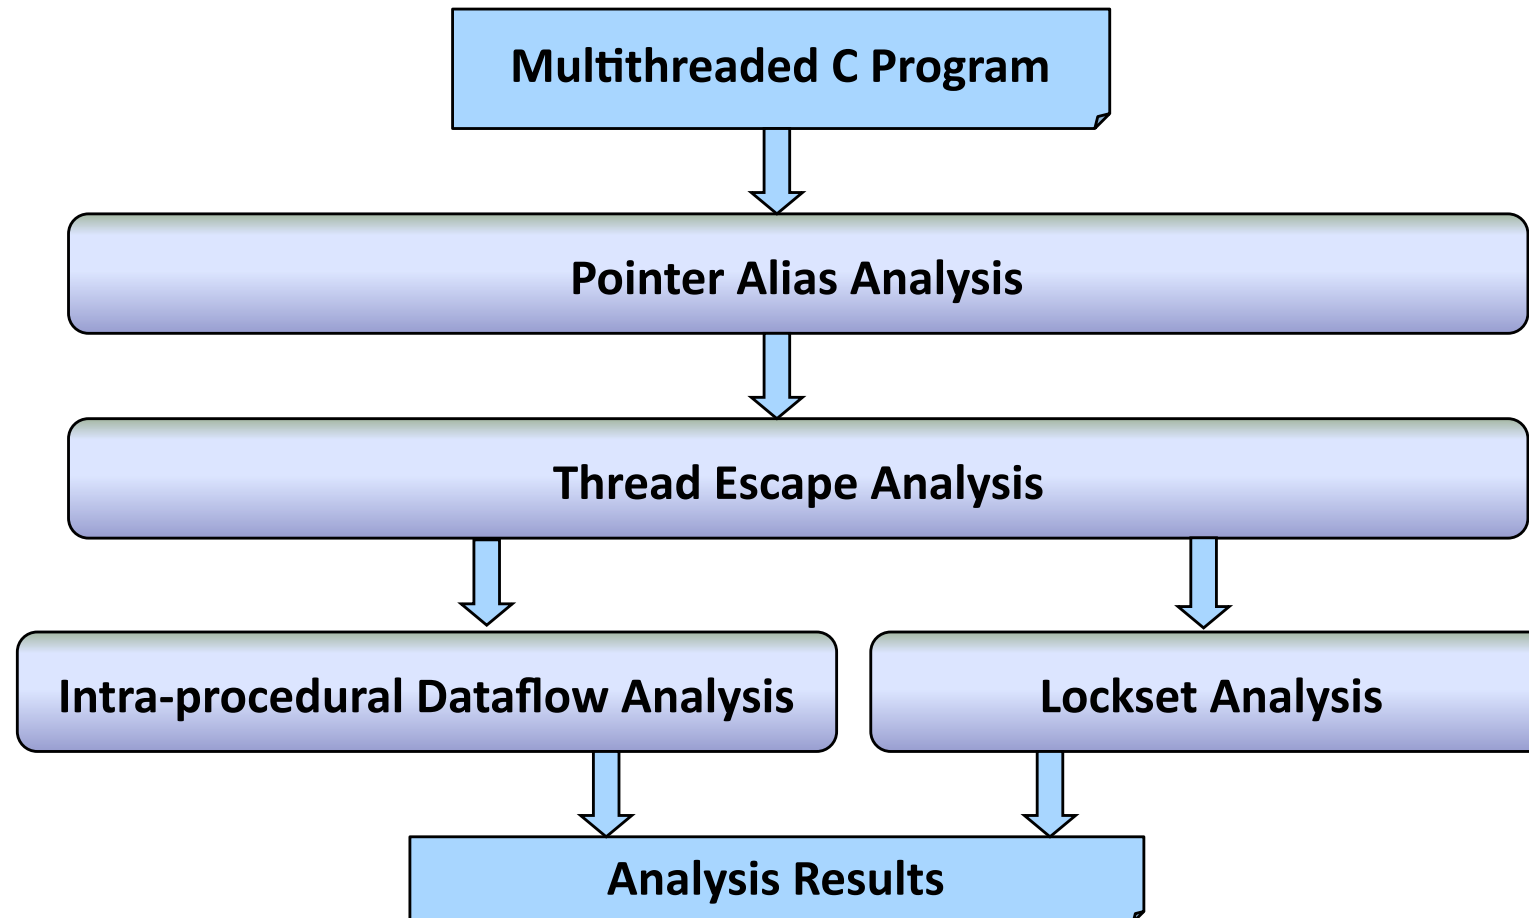 Multithreaded C Program
Pointer Alias Analysis
Thread Escape Analysis
Intra-procedural Dataflow Analysis
Lockset Analysis
Analysis Results